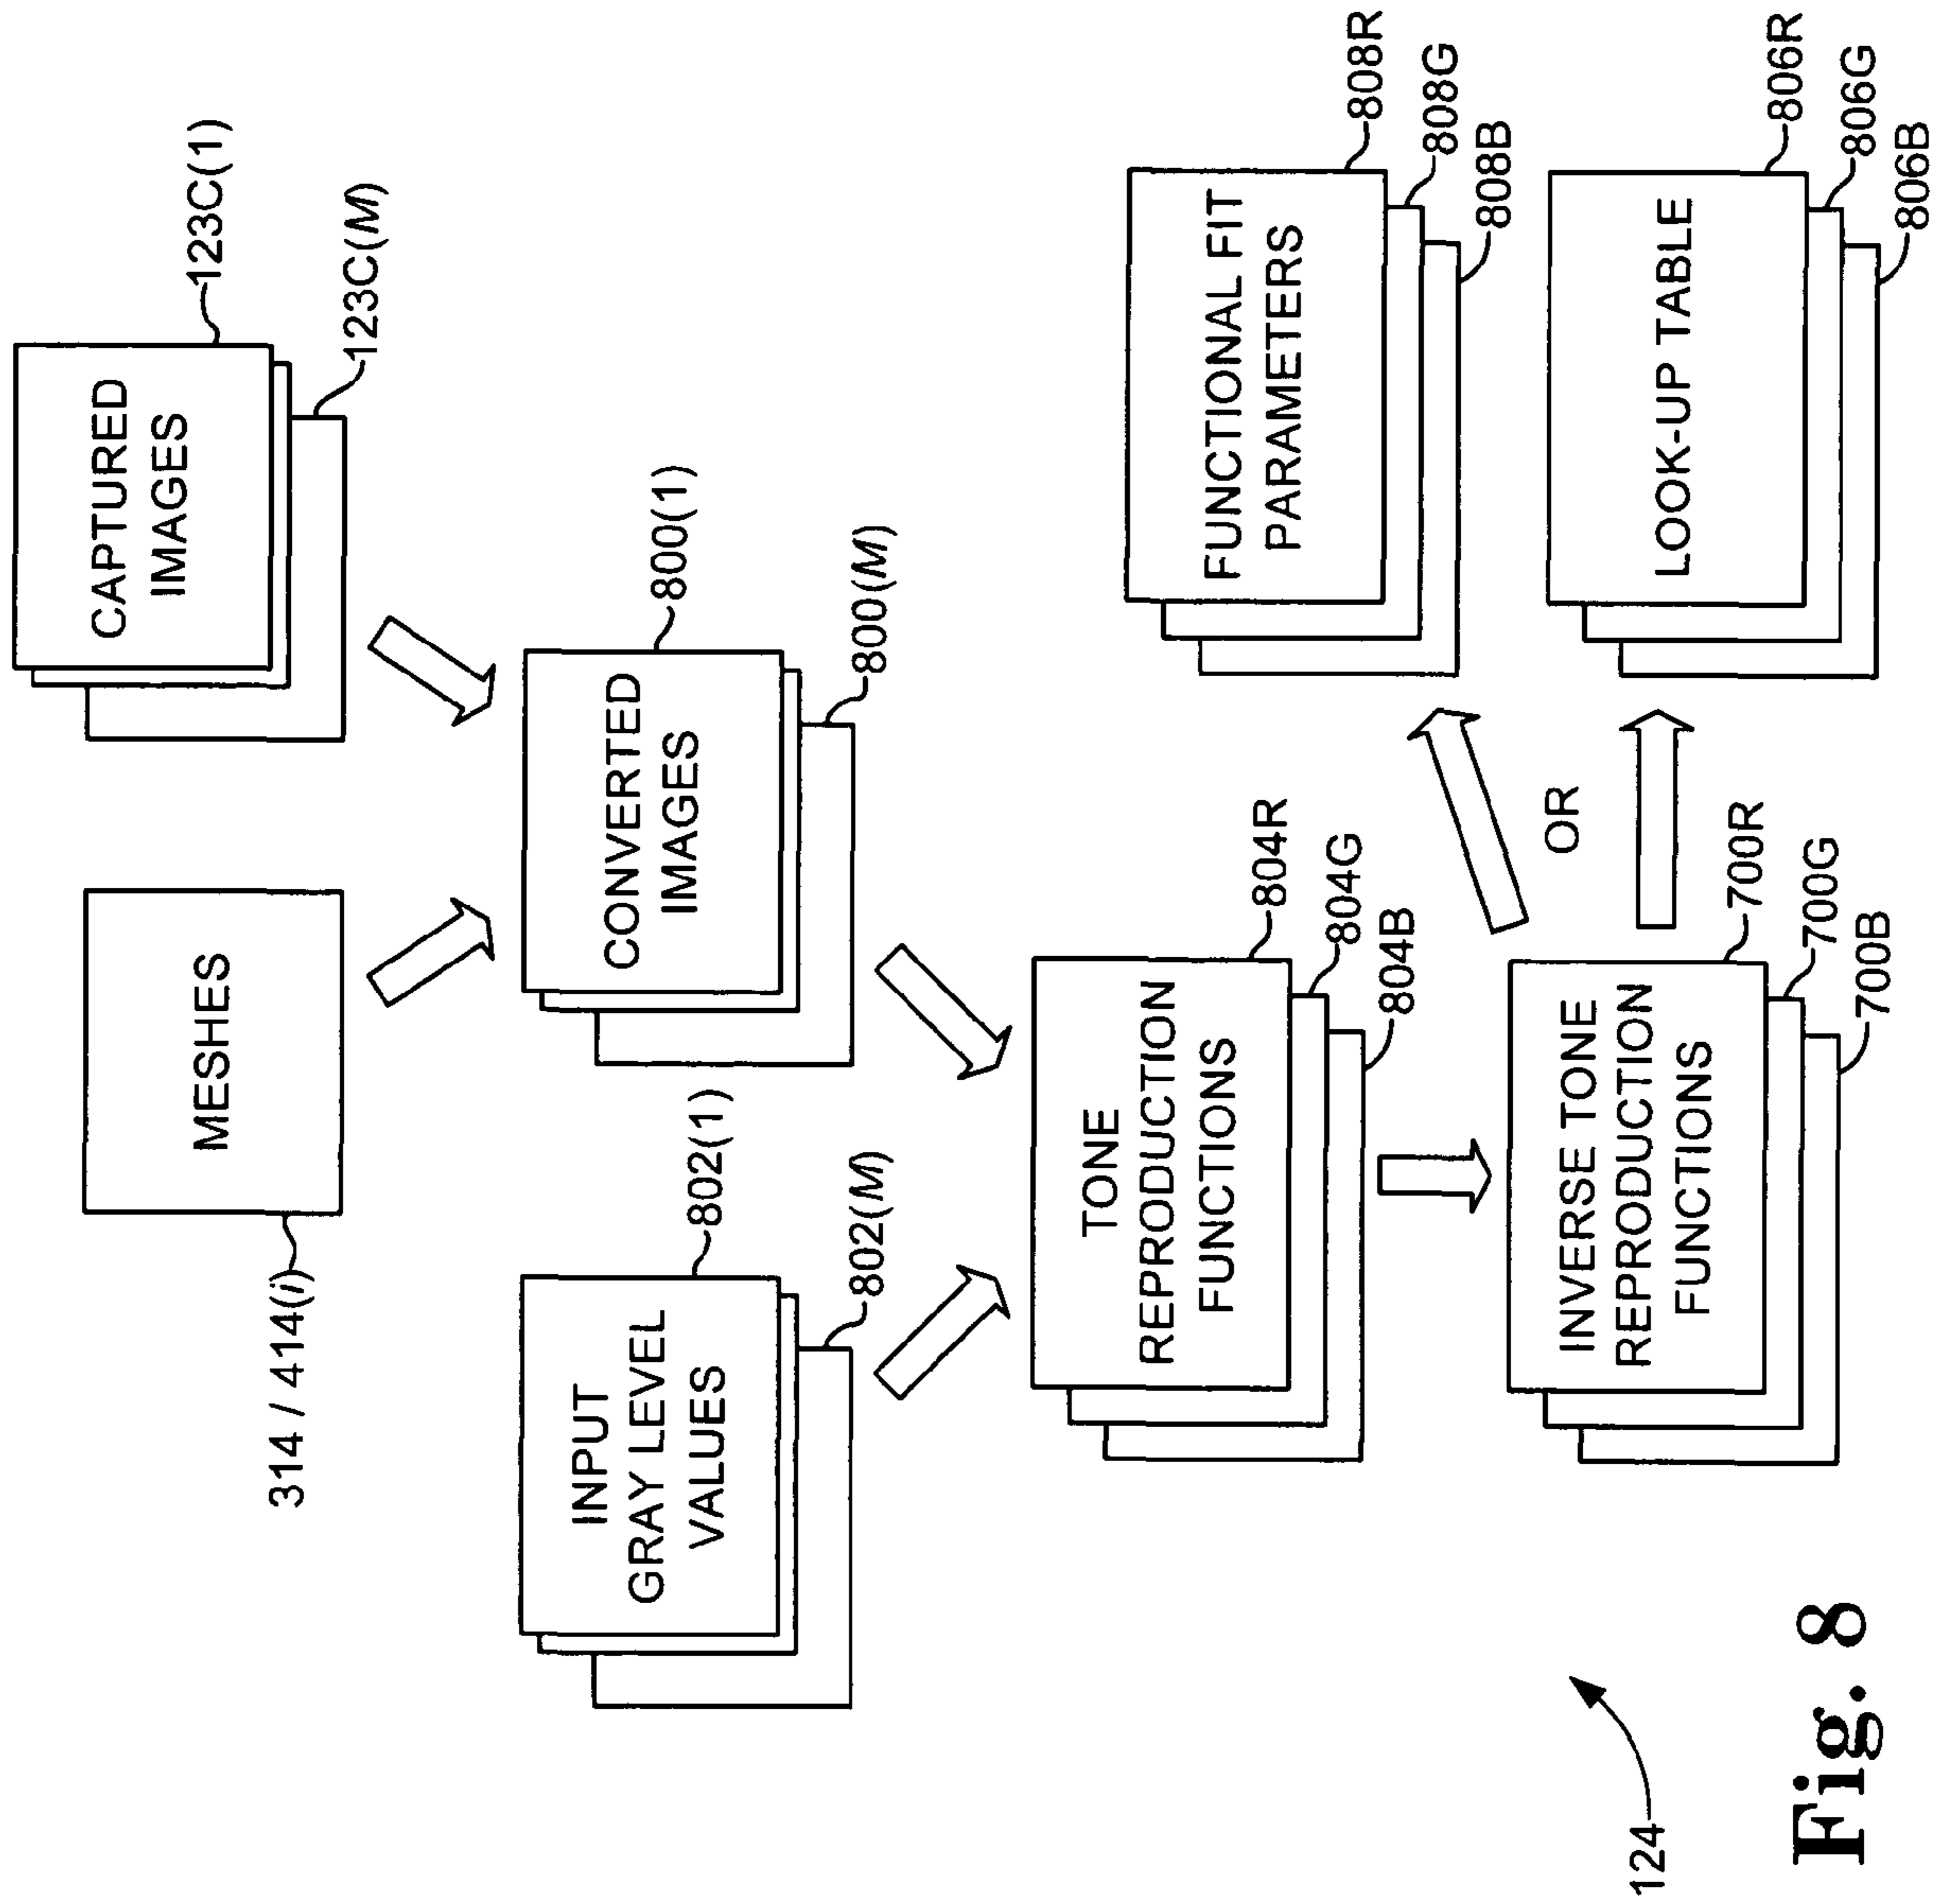 CAPTURED
IMAGES
123C(1)
123C(M)
MESHES
314 / 414(i)
CONVERTED
IMAGES
800(1)
800(M)
INPUT
GRAY LEVEL
VALUES
802(1)
802(M)
TONE
REPRODUCTION
FUNCTIONS
804R
804G
804B
FUNCTIONAL FIT
PARAMETERS
808R
808G
808B
OR
INVERSE TONE
REPRODUCTION
FUNCTIONS
700R
700G
700B
LOOK-UP TABLE
806R
806G
806B
124
Fig. 8